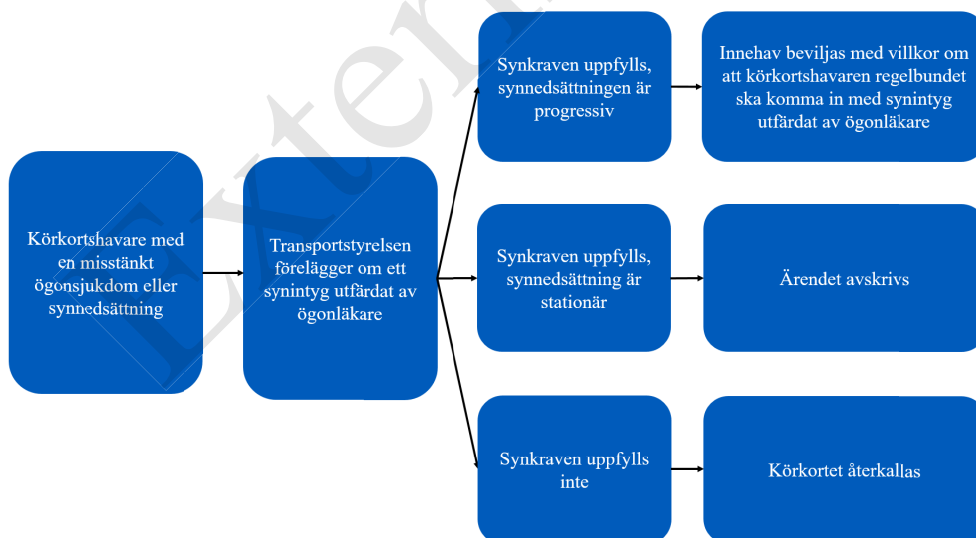 Körkortshavare med
en misstänkt
ögonsjukdom eller
synnedsättning
Transportstyrelsen
förelägger om ett
synintyg utfärdat av
ögonläkare
Synkraven uppfylls,
synnedsättningen är
progressiv
Innehav beviljas med villkor om
att körkortshavaren regelbundet
ska komma in med synintyg
utfärdat av ögonläkare
Synkraven uppfylls,
synnedsättning är
stationär
Ärendet avskrivs
Synkraven uppfylls
inte
Körkortet återkallas
Extern